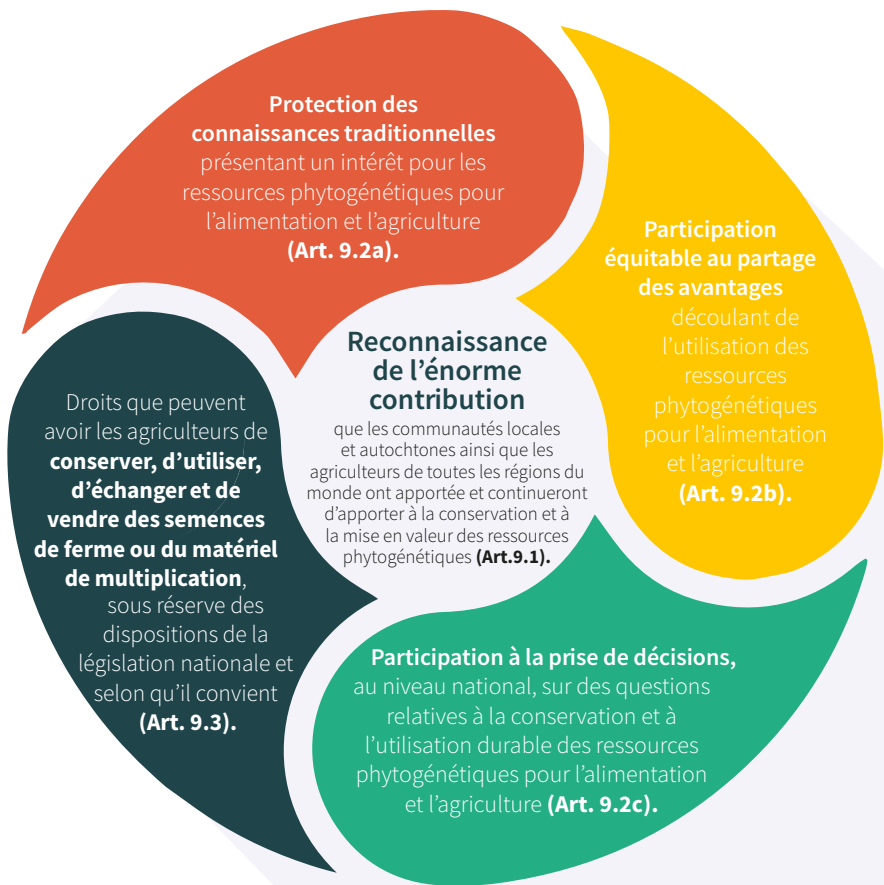 Protection des
connaissances traditionnelles
présentant un intérêt pour les
ressources phytogénétiques pour
l’alimentation et l’agriculture
(Art. 9.2a).
Participation
équitable au partage
des avantages
découlant de
l’utilisation des
ressources
phytogénétiques
pour l’alimentation
et l’agriculture
(Art. 9.2b).
Reconnaissance
de l’énorme
contribution
que les communautés locales
et autochtones ainsi que les
agriculteurs de toutes les régions du
monde ont apportée et continueront
d’apporter à la conservation et à
la mise en valeur des ressources
phytogénétiques (Art.9.1).
Droits que peuvent
avoir les agriculteurs de
conserver, d’utiliser,
d’échanger et de
vendre des semences
de ferme ou du matériel
de multiplication,
sous réserve des
dispositions de la
législation nationale et
selon qu’il convient
(Art. 9.3).
Participation à la prise de décisions,
au niveau national, sur des questions
relatives à la conservation et à
l’utilisation durable des ressources
phytogénétiques pour l’alimentation
et l’agriculture (Art. 9.2c).